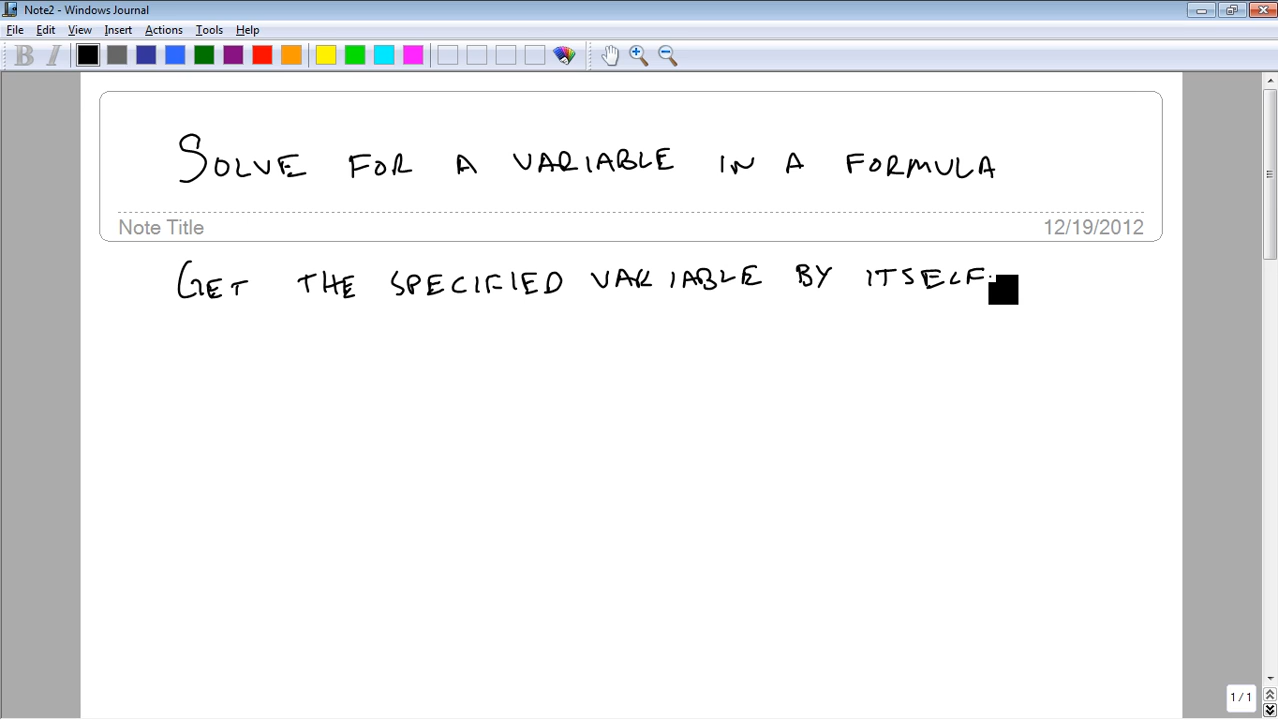 Note2 - Windows Journal
File Edit View Insert Actions Tools Help
B I
SOLVE FOR A VARIABLE IN A FORMULA
Note Title 12/19/2012
GET THE SPECIFIED VARIABLE BY ITSELF.
1 / 1